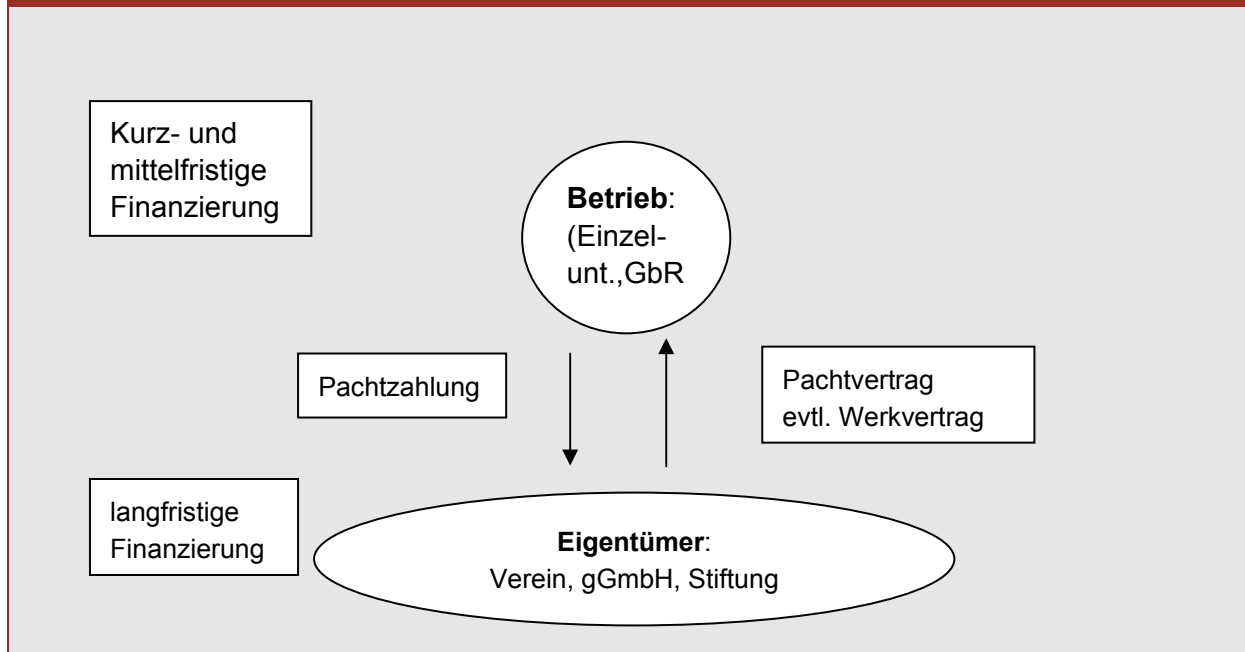 Kurz- und
mittelfristige
Finanzierung
Betrieb:
(Einzel-
unt.,GbR
Pachtzahlung
Pachtvertrag
evtl. Werkvertrag
langfristige
Finanzierung
Eigentümer:
Verein, gGmbH, Stiftung